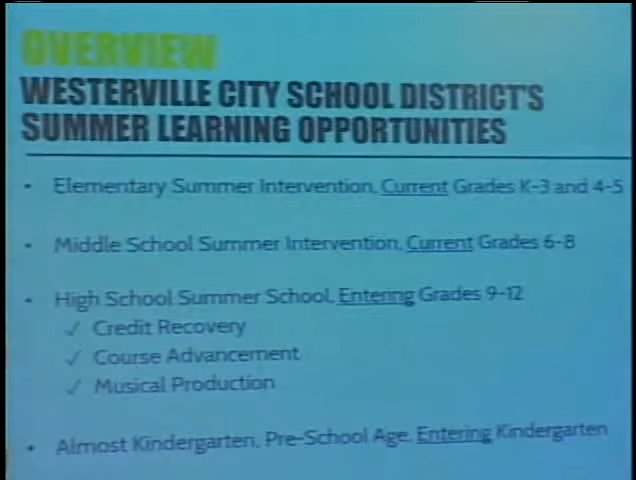 OVERVIEW
WESTERVILLE CITY SCHOOL DISTRICT'S
SUMMER LEARNING OPPORTUNITIES
• Elementary Summer Intervention, Current Grades K-3 and 4-5
• Middle School Summer Intervention, Current Grades 6-8
• High School Summer School, Entering Grades 9-12
✓ Credit Recovery
✓ Course Advancement
✓ Musical Production
• Almost Kindergarten, Pre-School Age, Entering Kindergarten